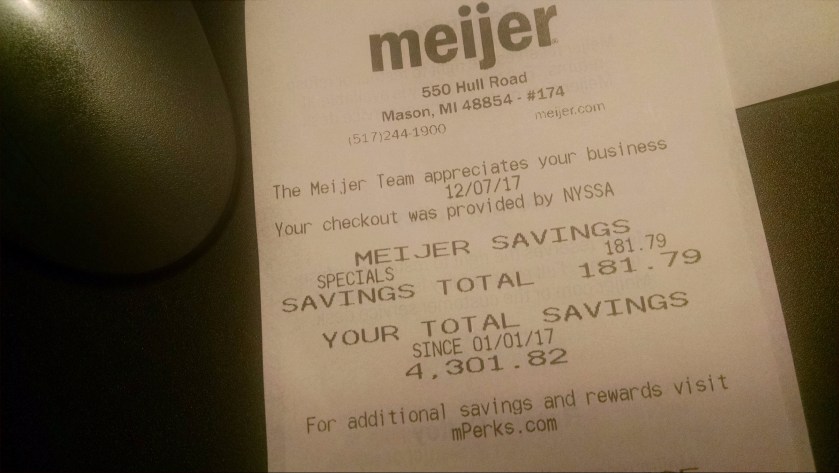 meijer
550 Hull Road
Mason, MI 48854 - #174
(517)244-1900 meijer.com
The Meijer Team appreciates your business
12/07/17
Your checkout was provided by NYSSA
MEIJER SAVINGS
SPECIALS 181.79
SAVINGS TOTAL 181.79
YOUR TOTAL SAVINGS
SINCE 01/01/17
4,301.82
For additional savings and rewards visit
mPerks.com